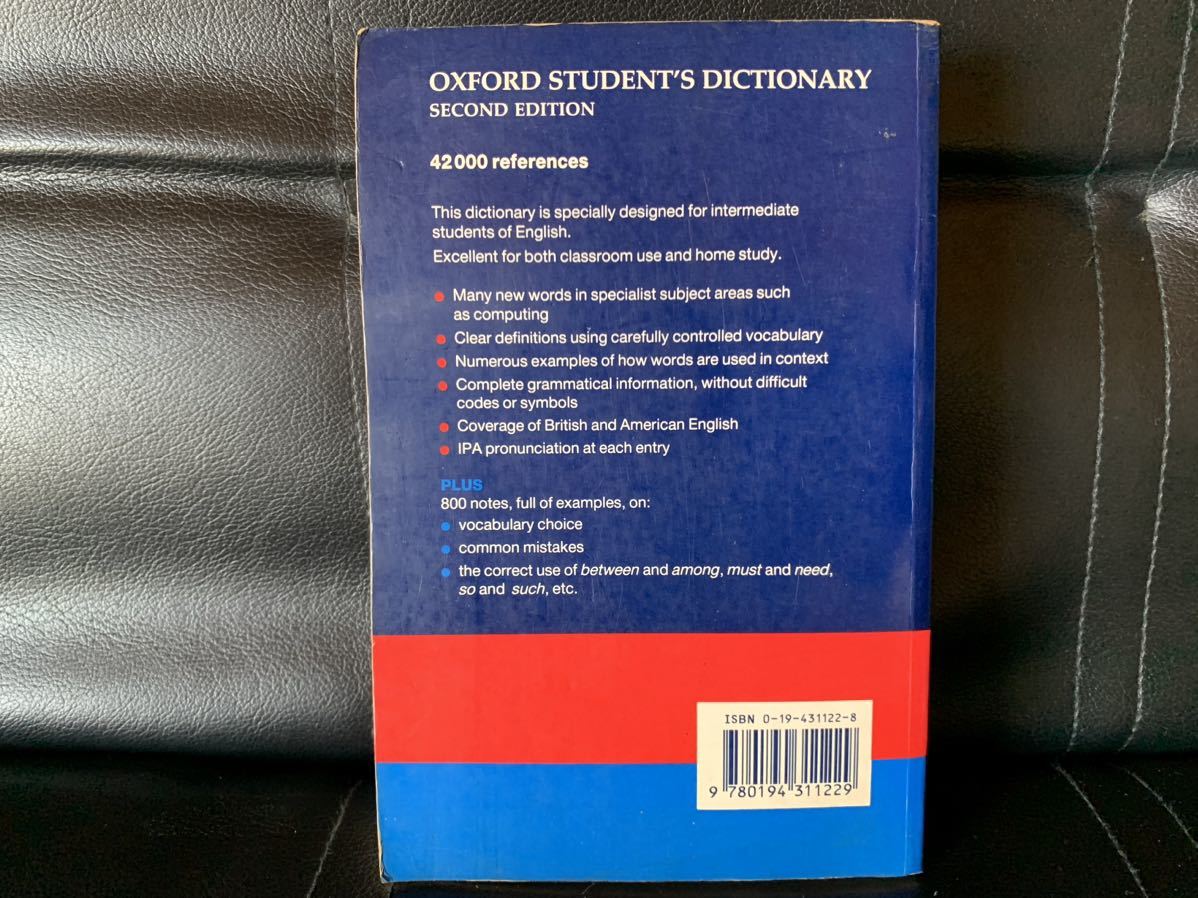 OXFORD STUDENT'S DICTIONARY
SECOND EDITION
42 000 references
This dictionary is specially designed for intermediate
students of English.
Excellent for both classroom use and home study.
Many new words in specialist subject areas such
as computing
Clear definitions using carefully controlled vocabulary
Numerous examples of how words are used in context
Complete grammatical information, without difficult
codes or symbols
Coverage of British and American English
IPA pronunciation at each entry
PLUS
800 notes, full of examples, on:
vocabulary choice
common mistakes
the correct use of between and among, must and need,
so and such, etc.
ISBN 0-19-431122-8
9 780194 311229